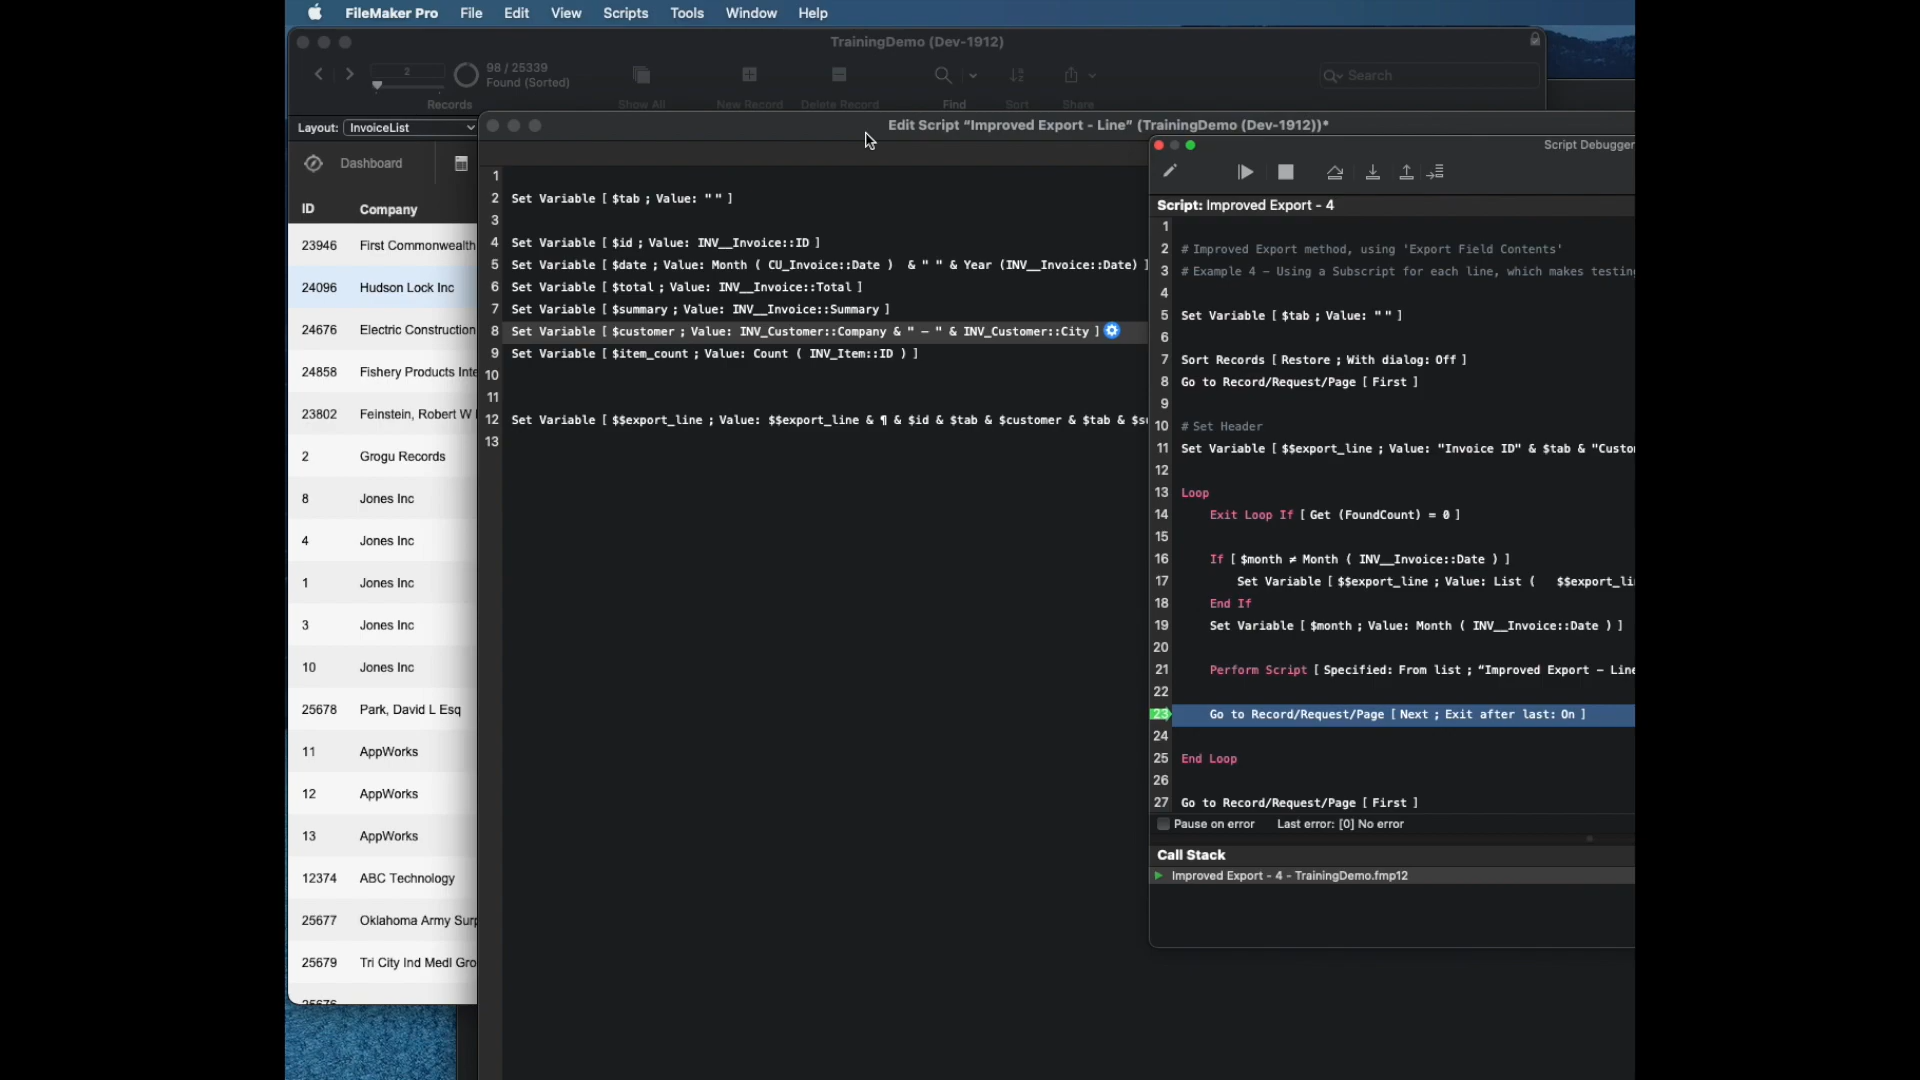 FileMaker Pro File Edit View Scripts Tools Window Help
TrainingDemo (Dev-1912)
2
98 / 25339
Found (Sorted)
Search
Records Show All New Record Delete Record Find Sort Share
Layout: InvoiceList
Dashboard
ID Company
23946 First Commonwealth
24096 Hudson Lock Inc
24676 Electric Construction
24858 Fishery Products Inte
23802 Feinstein, Robert W
2 Grogu Records
8 Jones Inc
4 Jones Inc
1 Jones Inc
3 Jones Inc
10 Jones Inc
25678 Park, David L Esq
11 AppWorks
12 AppWorks
13 AppWorks
12374 ABC Technology
25677 Oklahoma Army Surp
25679 Tri City Ind Medl Gro
Edit Script “Improved Export - Line” (TrainingDemo (Dev-1912))*
1
2 Set Variable [ $tab ; Value: "" ]
3
4 Set Variable [ $id ; Value: INV__Invoice::ID ]
5 Set Variable [ $date ; Value: Month ( CU_Invoice::Date ) & " " & Year (INV__Invoice::Date) ]
6 Set Variable [ $total ; Value: INV__Invoice::Total ]
7 Set Variable [ $summary ; Value: INV__Invoice::Summary ]
8 Set Variable [ $customer ; Value: INV_Customer::Company & " – " & INV_Customer::City ]
9 Set Variable [ $item_count ; Value: Count ( INV_Item::ID ) ]
10
11
12 Set Variable [ $$export_line ; Value: $$export_line & ¶ & $id & $tab & $customer & $tab & $su
13
Script Debugger
Script: Improved Export - 4
1
2 # Improved Export method, using 'Export Field Contents'
3 # Example 4 – Using a Subscript for each line, which makes testing
4
5 Set Variable [ $tab ; Value: "" ]
6
7 Sort Records [ Restore ; With dialog: Off ]
8 Go to Record/Request/Page [ First ]
9
10 # Set Header
11 Set Variable [ $$export_line ; Value: "Invoice ID" & $tab & "Custo
12
13 Loop
14 Exit Loop If [ Get (FoundCount) = 0 ]
15
16 If [ $month ≠ Month ( INV__Invoice::Date ) ]
17 Set Variable [ $$export_line ; Value: List ( $$export_lin
18 End If
19 Set Variable [ $month ; Value: Month ( INV__Invoice::Date ) ]
20
21 Perform Script [ Specified: From list ; “Improved Export – Line
22
23 Go to Record/Request/Page [ Next ; Exit after last: On ]
24
25 End Loop
26
27 Go to Record/Request/Page [ First ]
Pause on error Last error: [0] No error
Call Stack
Improved Export - 4 - TrainingDemo.fmp12